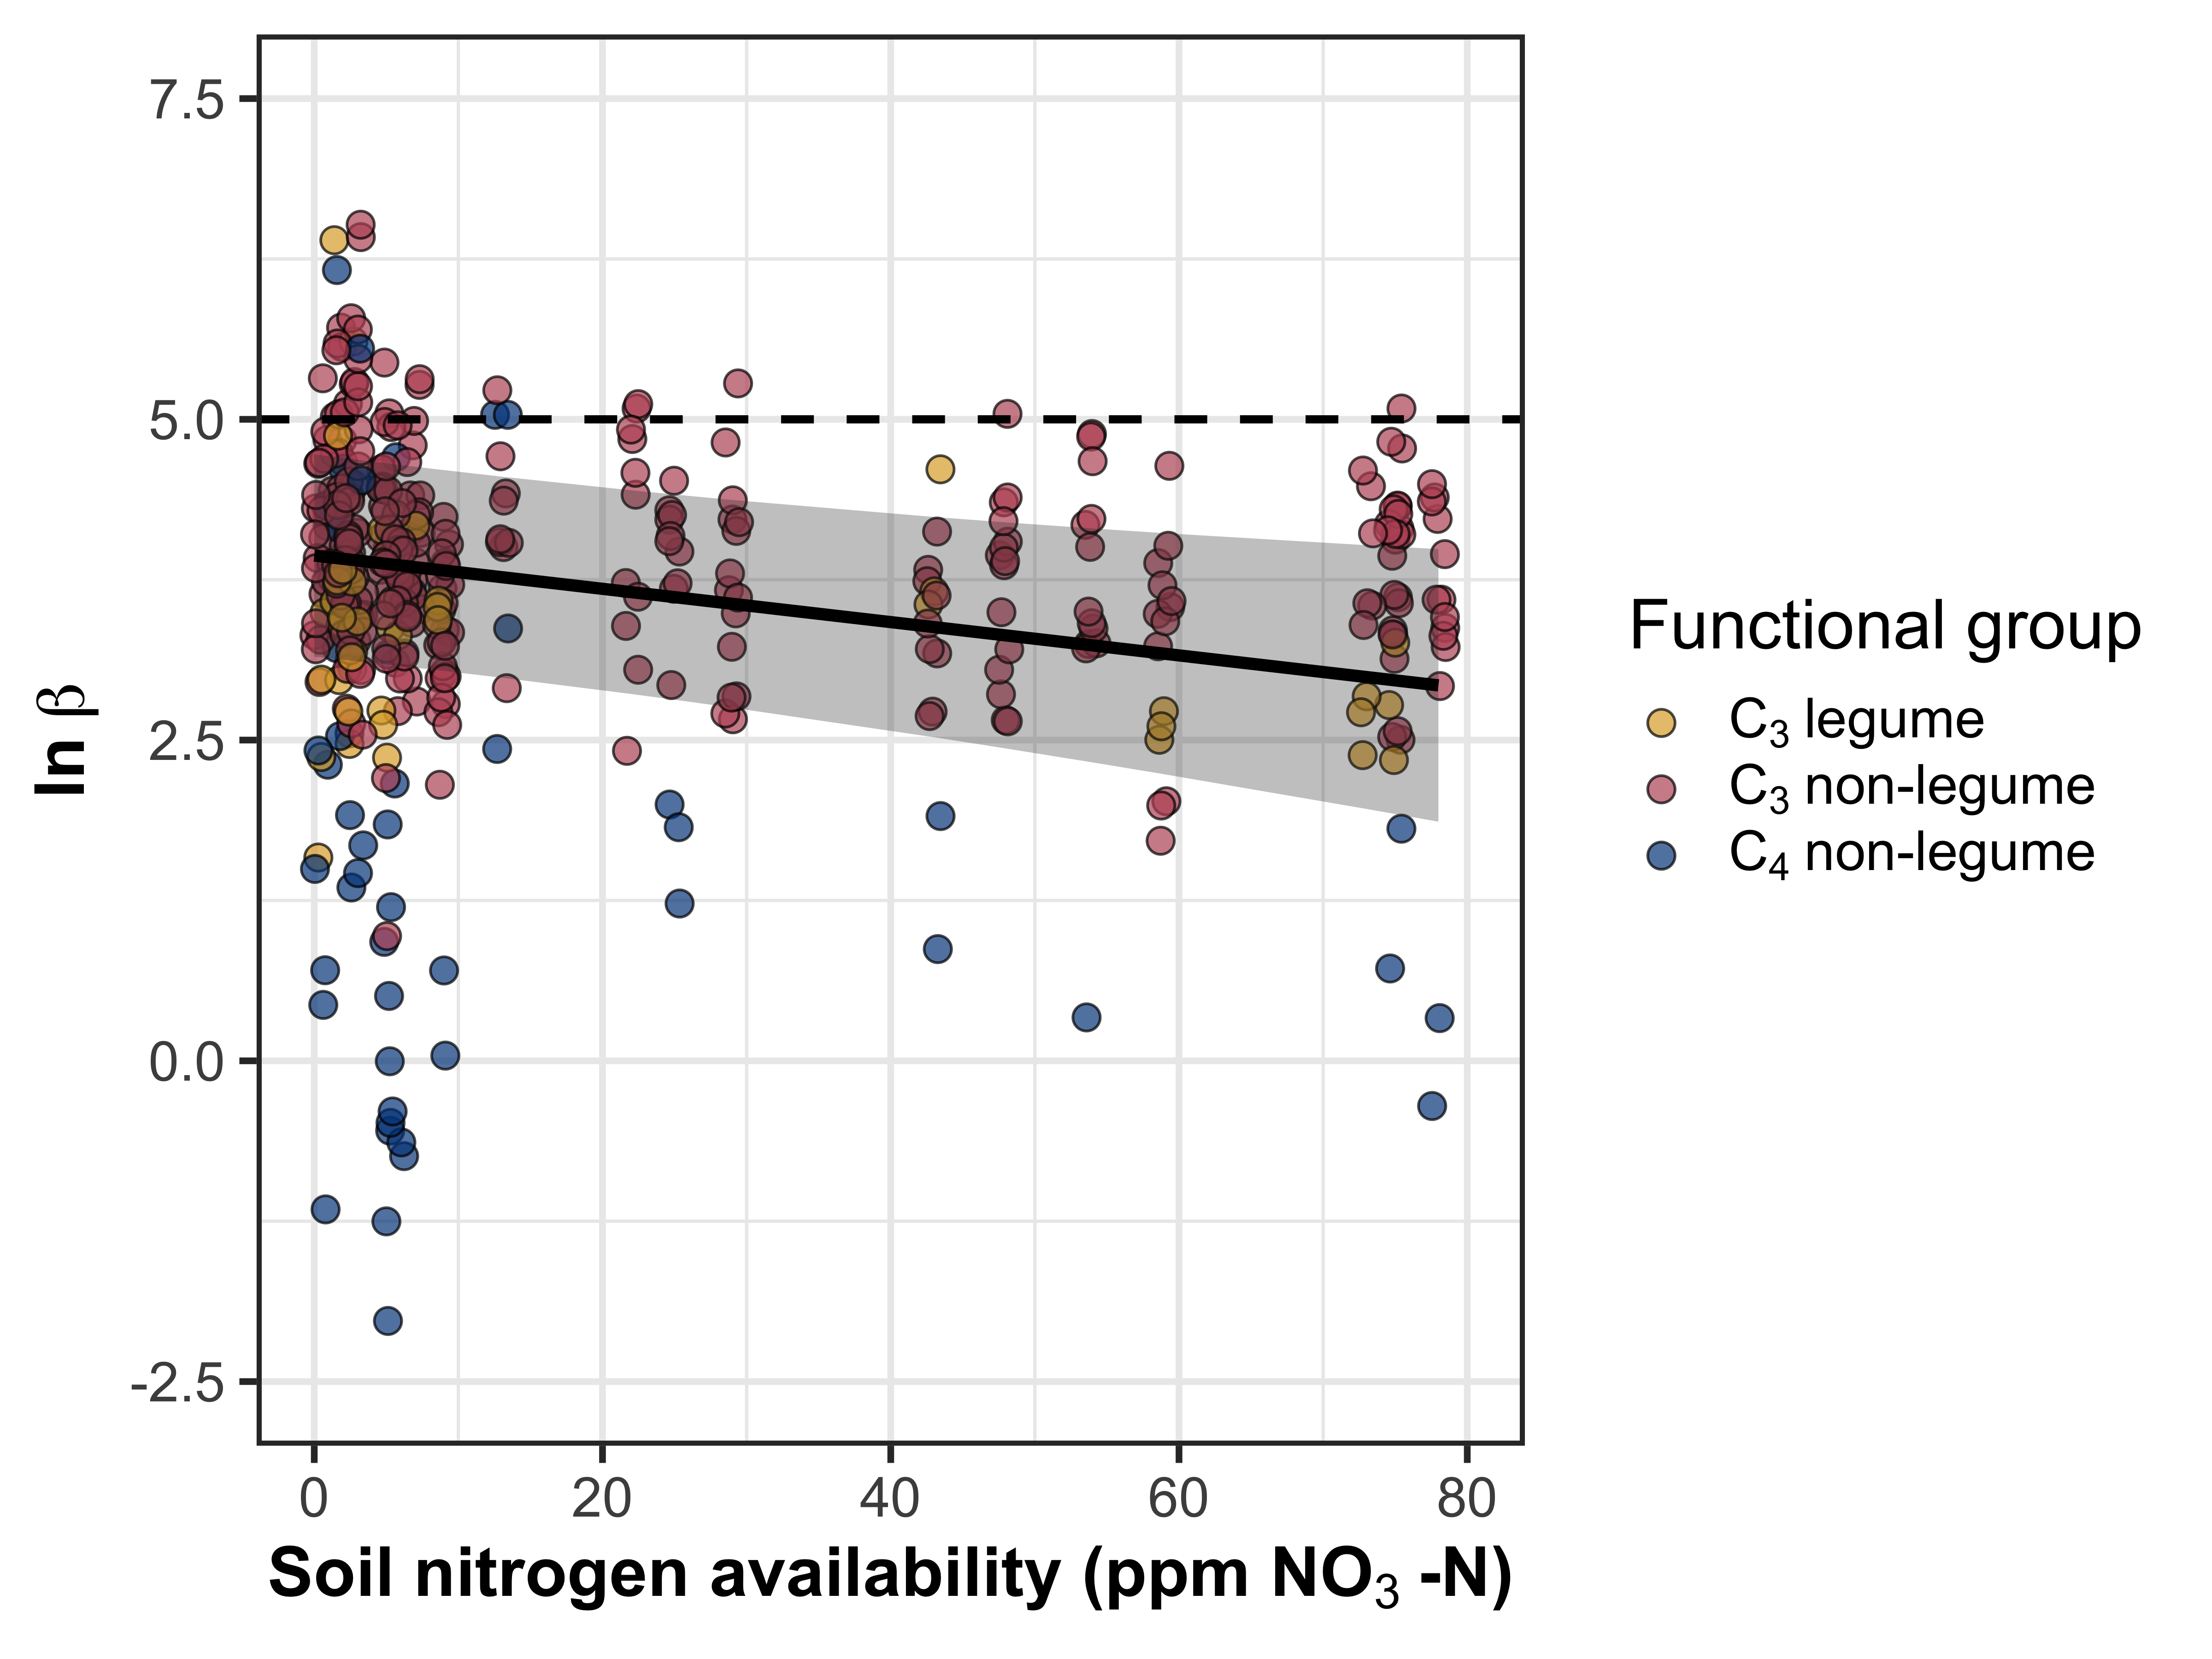 7.5
5.0
2.5
0.0
-2.5
ln β
0 20 40 60 80
Soil nitrogen availability (ppm NO₃ -N)
Functional group
C₃ legume
C₃ non-legume
C₄ non-legume